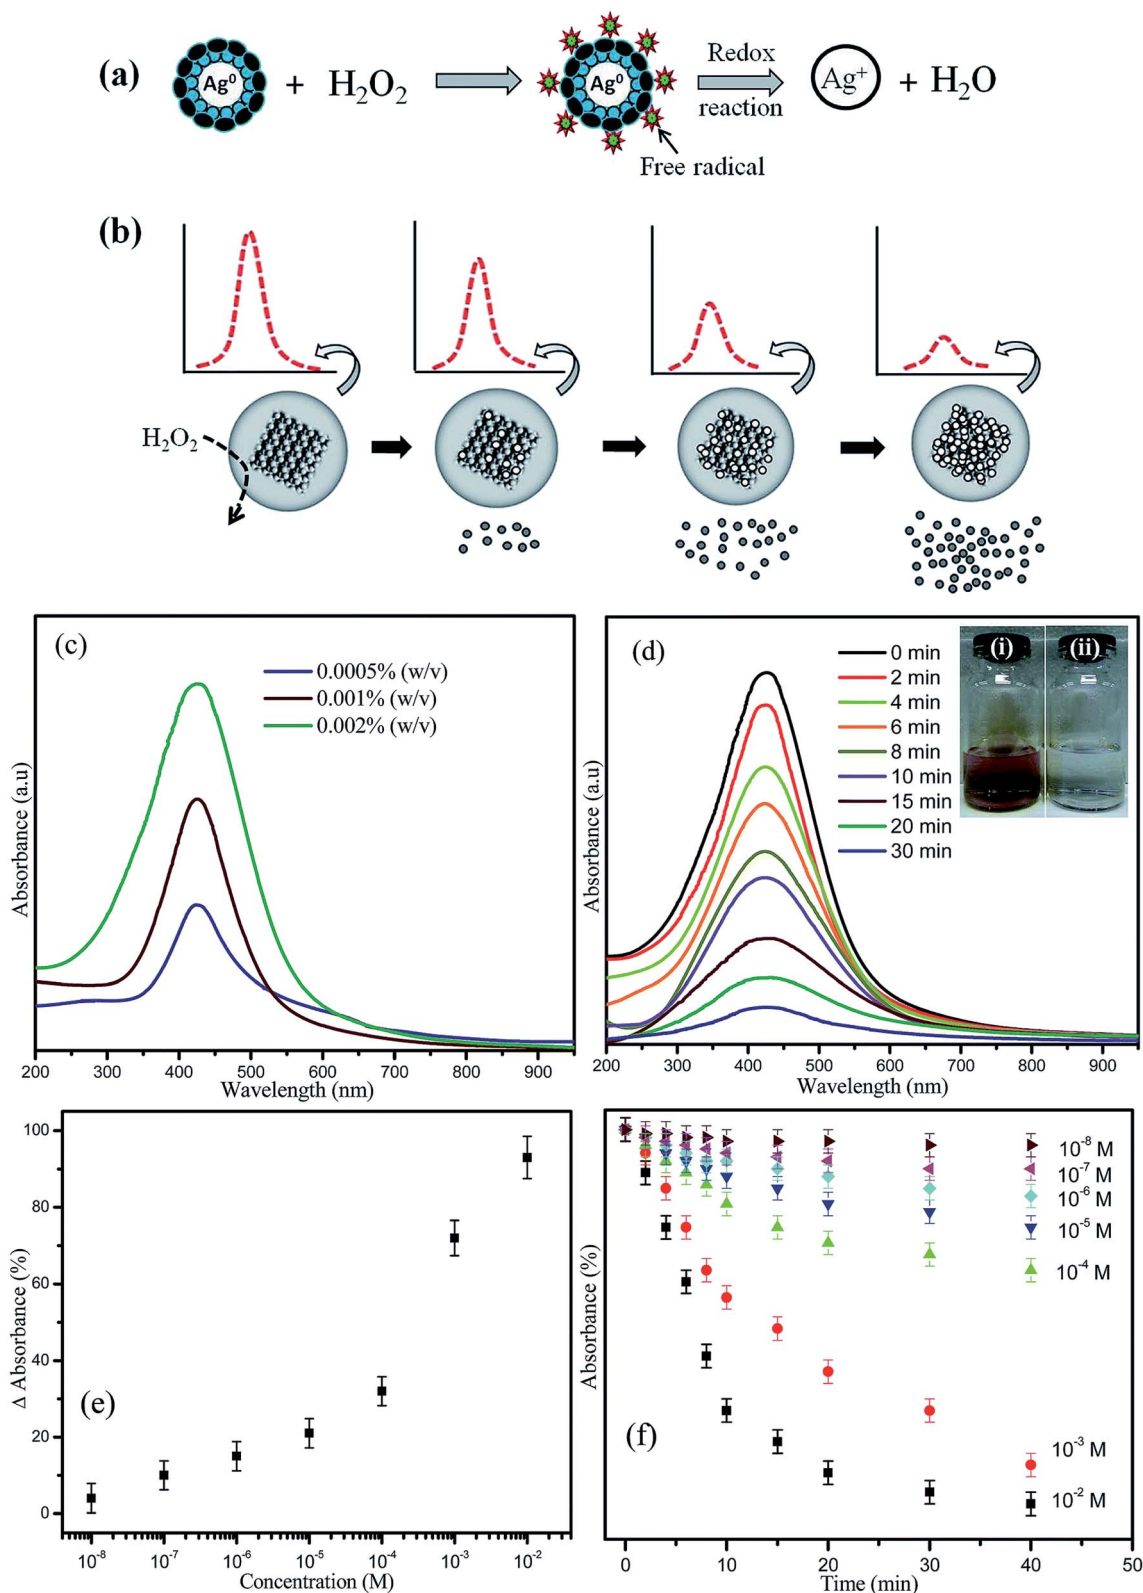 (a)
Ag⁰ + H₂O₂
Ag⁰
Redox
reaction
Ag⁺ + H₂O
Free radical
(b)
H₂O₂
(c)
0.0005% (w/v)
0.001% (w/v)
0.002% (w/v)
Absorbance (a.u)
200 300 400 500 600 700 800 900
Wavelength (nm)
(d)
0 min
2 min
4 min
6 min
8 min
10 min
15 min
20 min
30 min
(i)
(ii)
Absorbance (a.u)
200 300 400 500 600 700 800 900
Wavelength (nm)
(e)
Δ Absorbance (%)
100
80
60
40
20
0
10⁻⁸ 10⁻⁷ 10⁻⁶ 10⁻⁵ 10⁻⁴ 10⁻³ 10⁻²
Concentration (M)
(f)
Absorbance (%)
10⁻⁸ M
10⁻⁷ M
10⁻⁶ M
10⁻⁵ M
10⁻⁴ M
10⁻³ M
10⁻² M
0 10 20 30 40 50
Time (min)